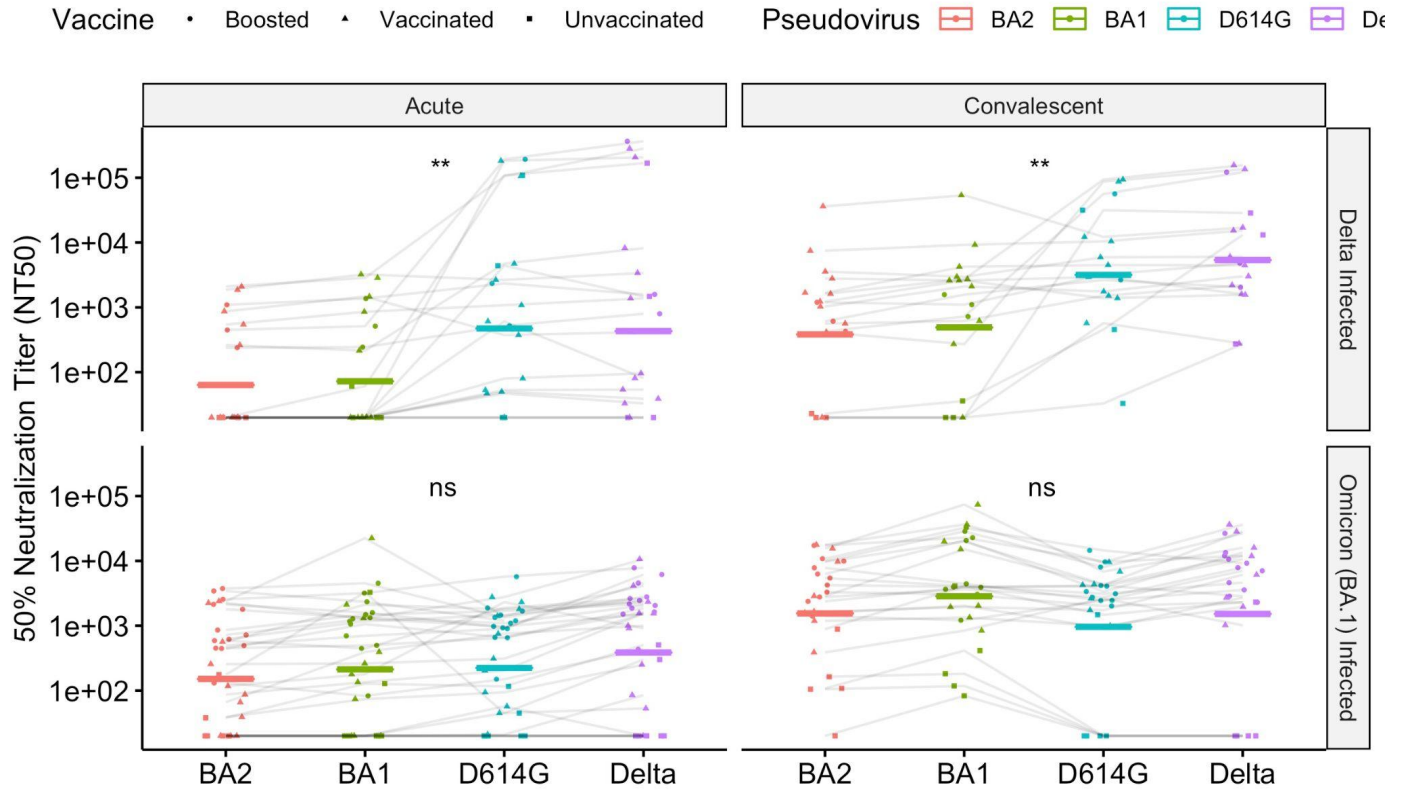 Vaccine Boosted Vaccinated Unvaccinated Pseudovirus BA2 BA1 D614G De
Acute Convalescent
50% Neutralization Titer (NT50)
1e+05
1e+04
1e+03
1e+02
** **
Delta Infected
1e+05
1e+04
1e+03
1e+02
ns ns
Omicron (BA.1) Infected
BA2 BA1 D614G Delta BA2 BA1 D614G Delta